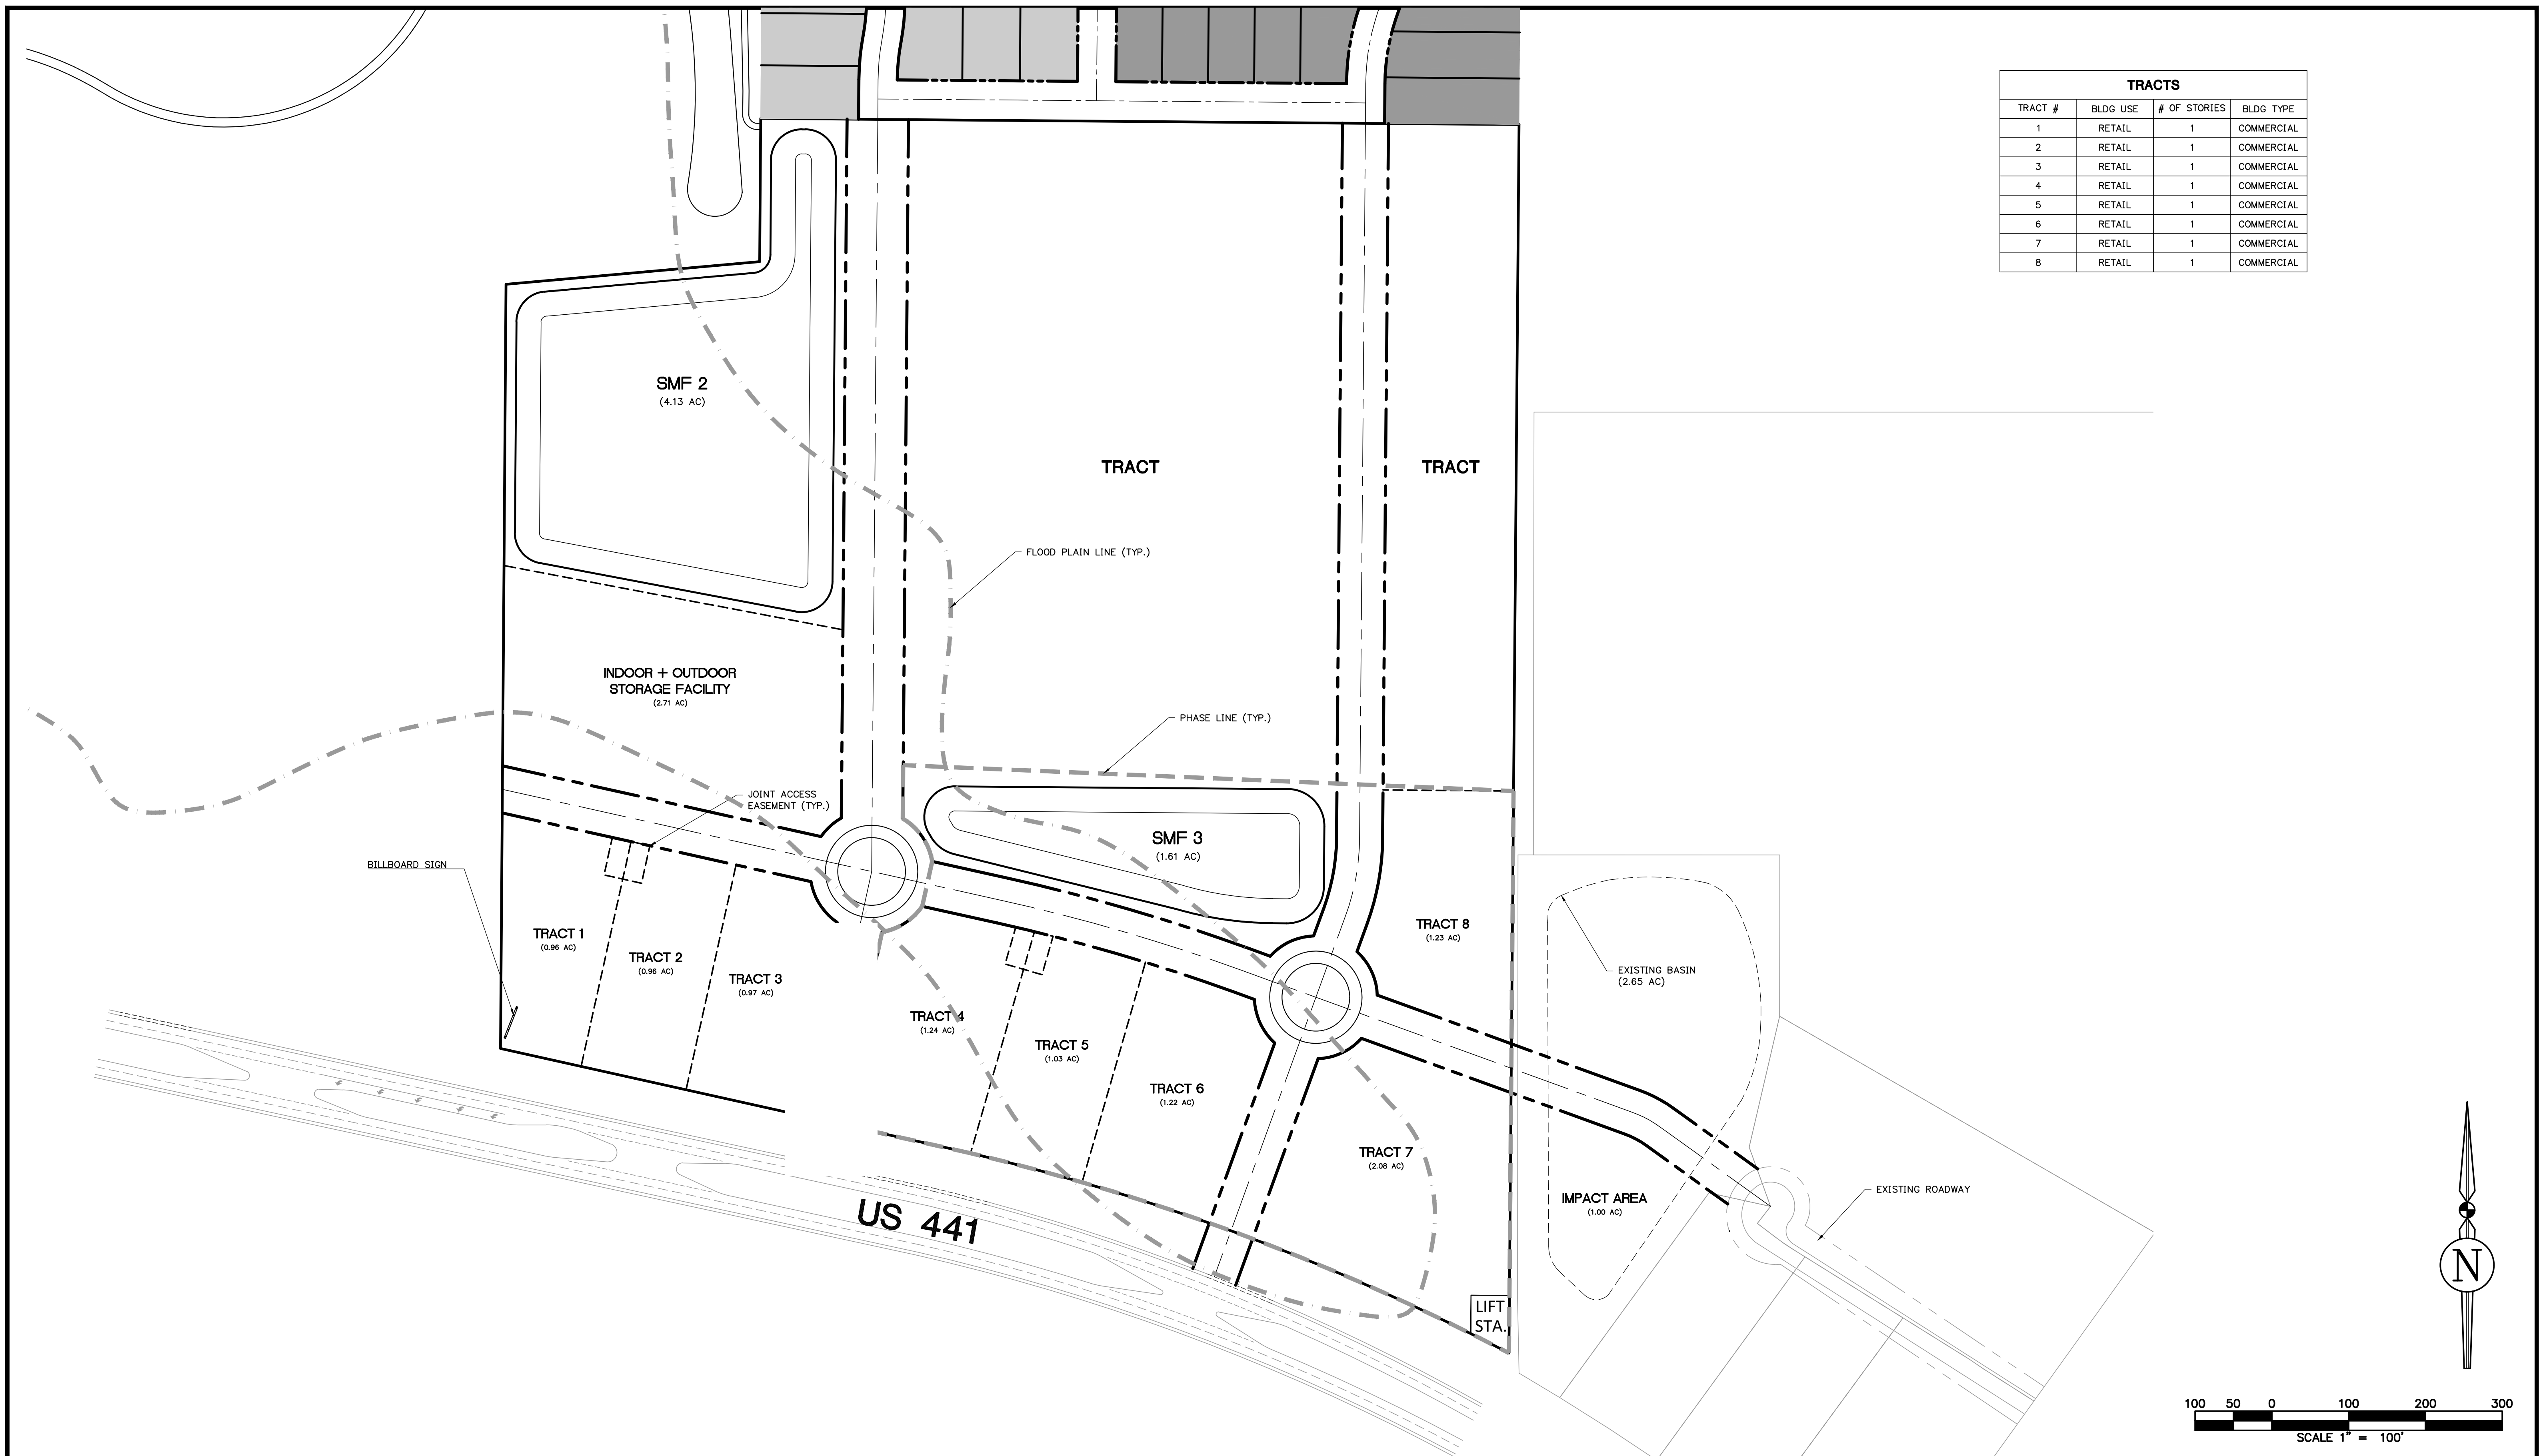 TRACTS
TRACT # BLDG USE # OF STORIES BLDG TYPE
1 RETAIL 1 COMMERCIAL
2 RETAIL 1 COMMERCIAL
3 RETAIL 1 COMMERCIAL
4 RETAIL 1 COMMERCIAL
5 RETAIL 1 COMMERCIAL
6 RETAIL 1 COMMERCIAL
7 RETAIL 1 COMMERCIAL
8 RETAIL 1 COMMERCIAL
SMF 2
(4.13 AC)
TRACT
TRACT
FLOOD PLAIN LINE (TYP.)
INDOOR + OUTDOOR
STORAGE FACILITY
(2.71 AC)
PHASE LINE (TYP.)
JOINT ACCESS
EASEMENT (TYP.)
SMF 3
(1.61 AC)
BILLBOARD SIGN
TRACT 1
(0.96 AC)
TRACT 2
(0.96 AC)
TRACT 3
(0.97 AC)
TRACT 4
(1.24 AC)
TRACT 5
(1.03 AC)
TRACT 6
(1.22 AC)
TRACT 7
(2.08 AC)
TRACT 8
(1.23 AC)
EXISTING BASIN
(2.65 AC)
IMPACT AREA
(1.00 AC)
EXISTING ROADWAY
US 441
LIFT
STA.
N
100 50 0 100 200 300
SCALE 1" = 100'